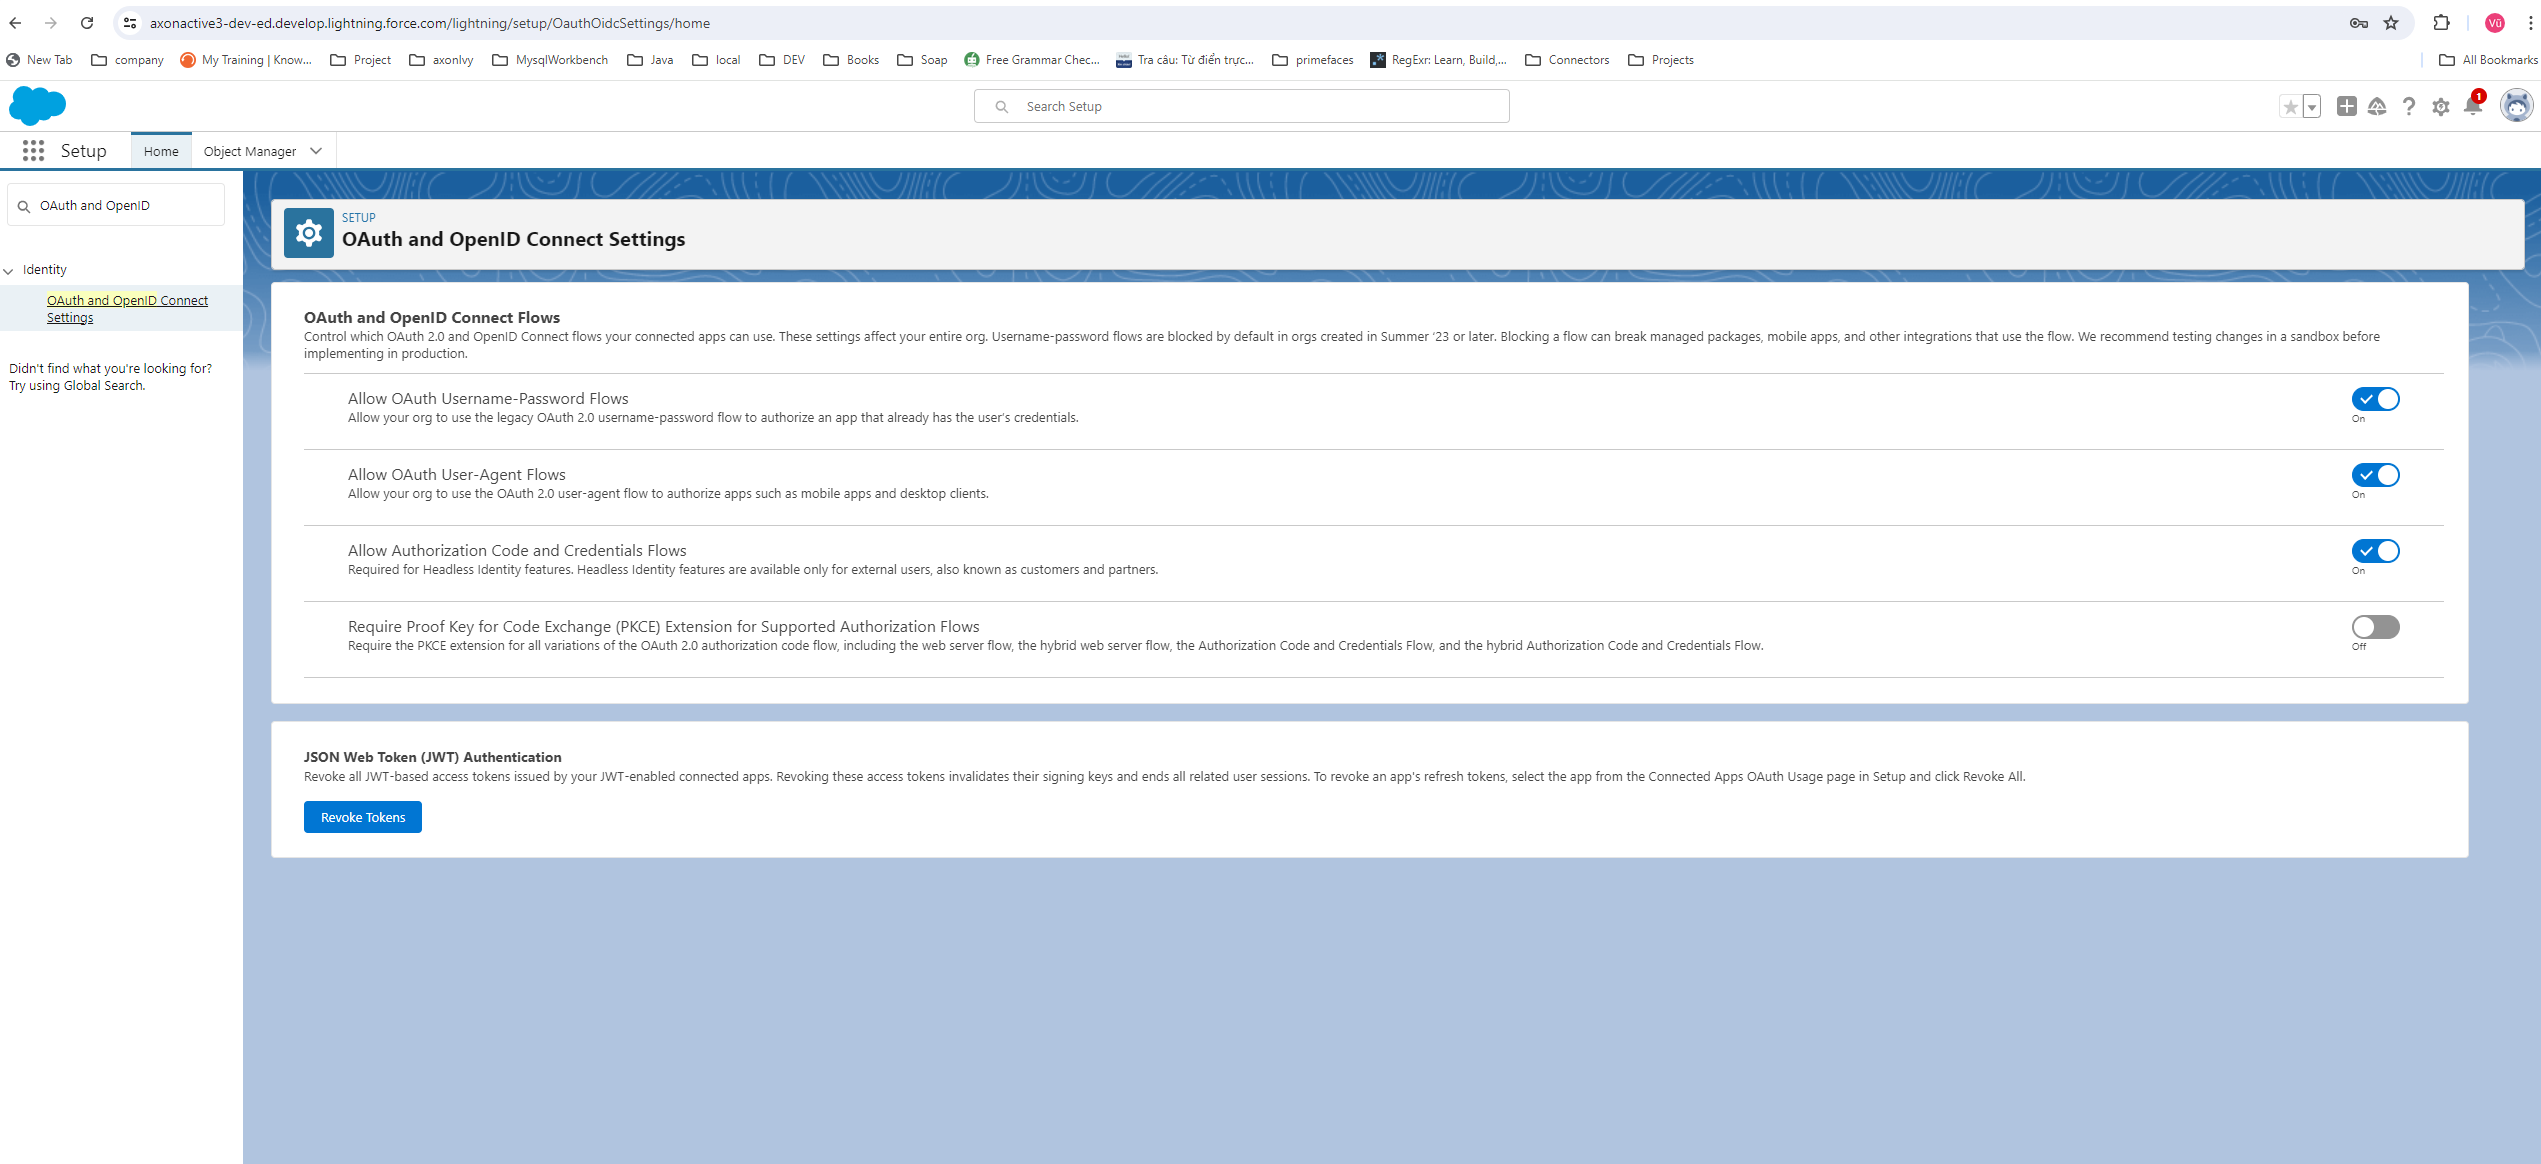 axonactive3-dev-ed.develop.lightning.force.com/lightning/setup/OauthOidcSettings/home
Vũ
New Tab company My Training | Know... Project axonIvy MysqlWorkbench Java local DEV Books Soap Free Grammar Chec... Tra câu: Từ điển trực... primefaces RegExr: Learn, Build,... Connectors Projects All Bookmarks
Search Setup
1
Setup Home Object Manager
OAuth and OpenID
Identity
OAuth and OpenID Connect
Settings
Didn't find what you're looking for?
Try using Global Search.
SETUP
OAuth and OpenID Connect Settings
OAuth and OpenID Connect Flows
Control which OAuth 2.0 and OpenID Connect flows your connected apps can use. These settings affect your entire org. Username-password flows are blocked by default in orgs created in Summer ‘23 or later. Blocking a flow can break managed packages, mobile apps, and other integrations that use the flow. We recommend testing changes in a sandbox before
implementing in production.
Allow OAuth Username-Password Flows
Allow your org to use the legacy OAuth 2.0 username-password flow to authorize an app that already has the user's credentials.
On
Allow OAuth User-Agent Flows
Allow your org to use the OAuth 2.0 user-agent flow to authorize apps such as mobile apps and desktop clients.
On
Allow Authorization Code and Credentials Flows
Required for Headless Identity features. Headless Identity features are available only for external users, also known as customers and partners.
On
Require Proof Key for Code Exchange (PKCE) Extension for Supported Authorization Flows
Require the PKCE extension for all variations of the OAuth 2.0 authorization code flow, including the web server flow, the hybrid web server flow, the Authorization Code and Credentials Flow, and the hybrid Authorization Code and Credentials Flow.
Off
JSON Web Token (JWT) Authentication
Revoke all JWT-based access tokens issued by your JWT-enabled connected apps. Revoking these access tokens invalidates their signing keys and ends all related user sessions. To revoke an app's refresh tokens, select the app from the Connected Apps OAuth Usage page in Setup and click Revoke All.
Revoke Tokens